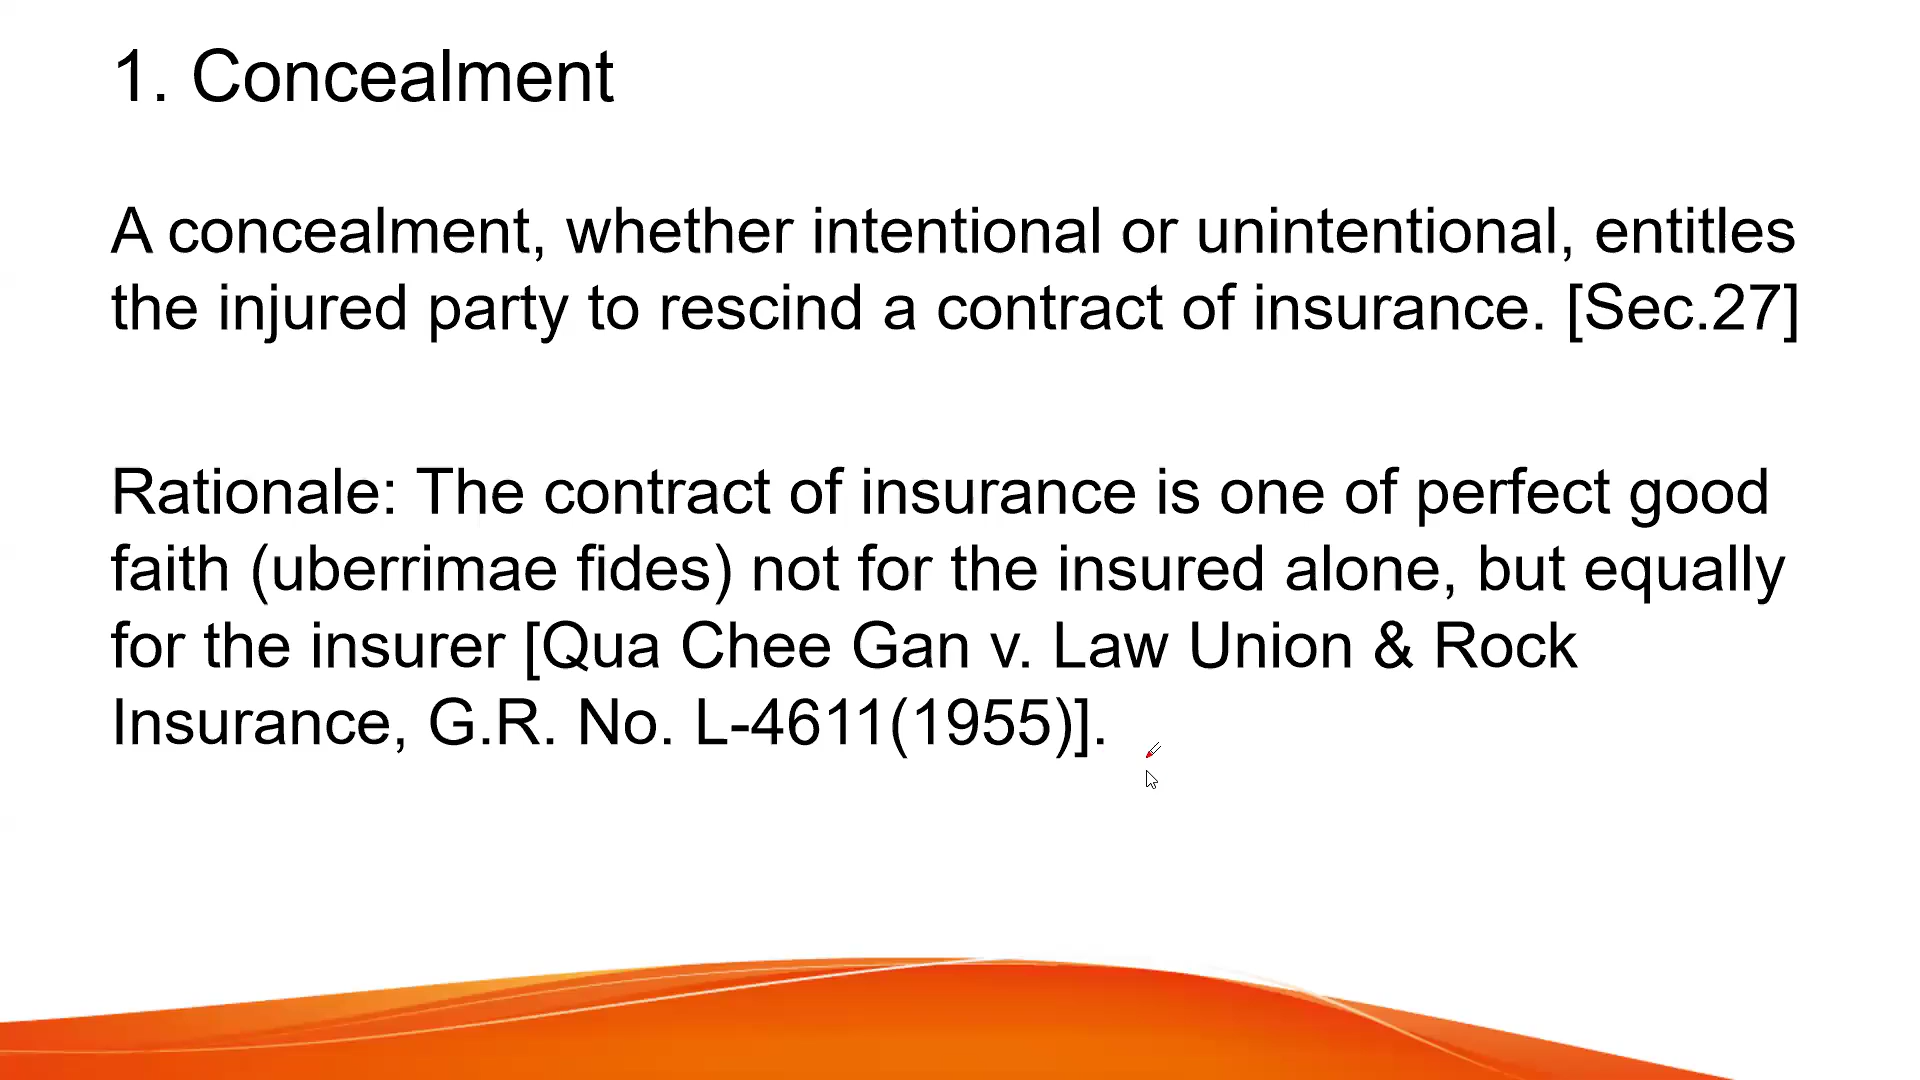 1. Concealment
A concealment, whether intentional or unintentional, entitles
the injured party to rescind a contract of insurance. [Sec.27]
Rationale: The contract of insurance is one of perfect good
faith (uberrimae fides) not for the insured alone, but equally
for the insurer [Qua Chee Gan v. Law Union & Rock
Insurance, G.R. No. L-4611(1955)].